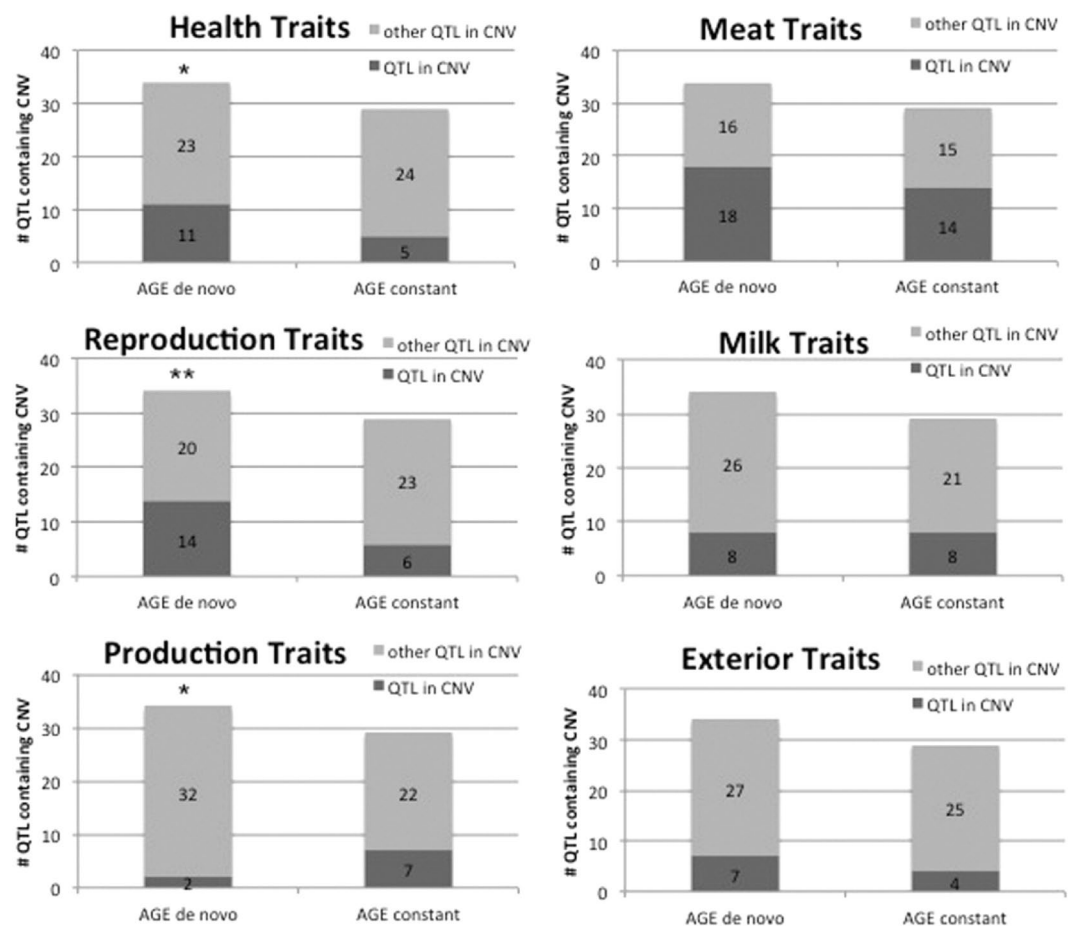 Health Traits
other QTL in CNV
QTL in CNV
# QTL containing CNV
40
30
20
10
0
*
23
11
24
5
AGE de novo
AGE constant
Meat Traits
other QTL in CNV
QTL in CNV
# QTL containing CNV
40
30
20
10
0
16
18
15
14
AGE de novo
AGE constant
Reproduction Traits
other QTL in CNV
QTL in CNV
# QTL containing CNV
40
30
20
10
0
**
20
14
23
6
AGE de novo
AGE constant
Milk Traits
other QTL in CNV
QTL in CNV
# QTL containing CNV
40
30
20
10
0
26
8
21
8
AGE de novo
AGE constant
Production Traits
other QTL in CNV
QTL in CNV
# QTL containing CNV
40
30
20
10
0
*
32
2
22
7
AGE de novo
AGE constant
Exterior Traits
other QTL in CNV
QTL in CNV
# QTL containing CNV
40
30
20
10
0
27
7
25
4
AGE de novo
AGE constant